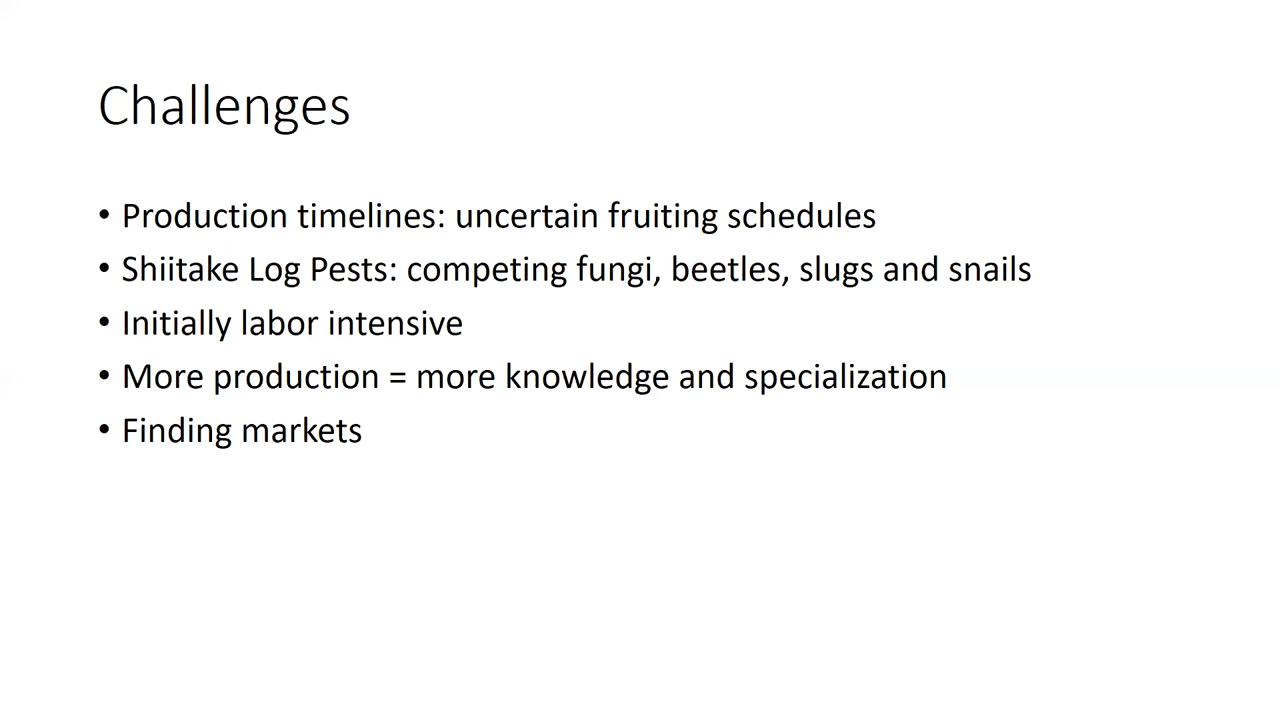 Challenges
• Production timelines: uncertain fruiting schedules
• Shiitake Log Pests: competing fungi, beetles, slugs and snails
• Initially labor intensive
• More production = more knowledge and specialization
• Finding markets